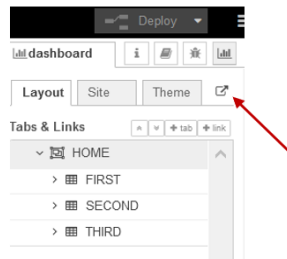 Deploy
dashboard i
Layout Site Theme
Tabs & Links + tab + link
HOME
FIRST
SECOND
THIRD